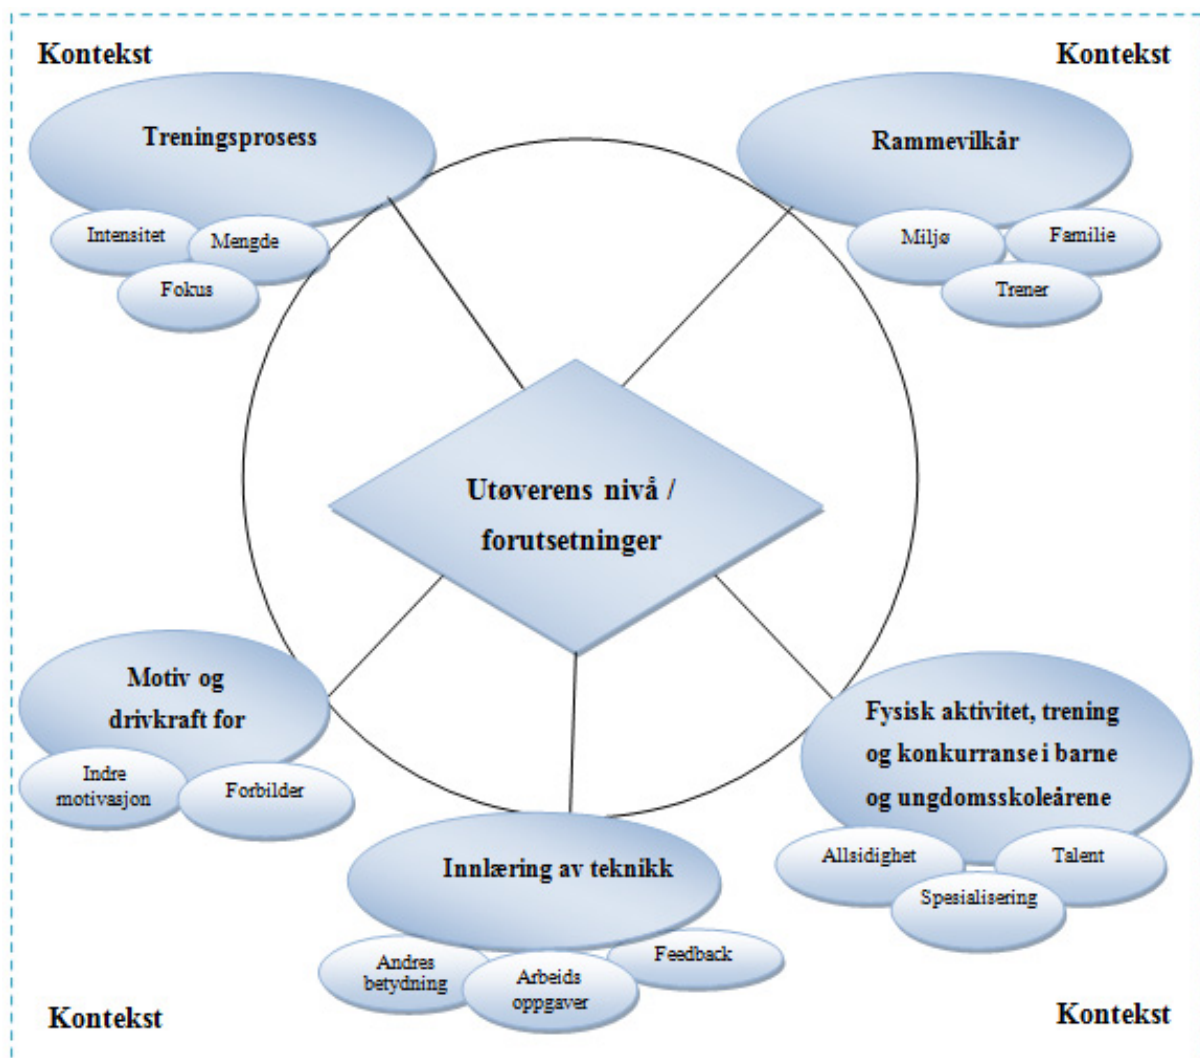 Kontekst
Kontekst
Treningsprosess
Intensitet
Mengde
Fokus
Rammevilkår
Miljø
Familie
Trener
Utøverens nivå /
forutsetninger
Motiv og
drivkraft for
Indre
motivasjon
Forbilder
Fysisk aktivitet, trening
og konkurranse i barne
og ungdomsskoleårene
Allsidighet
Talent
Spesialisering
Innlæring av teknikk
Andres
betydning
Arbeids
oppgaver
Feedback
Kontekst
Kontekst